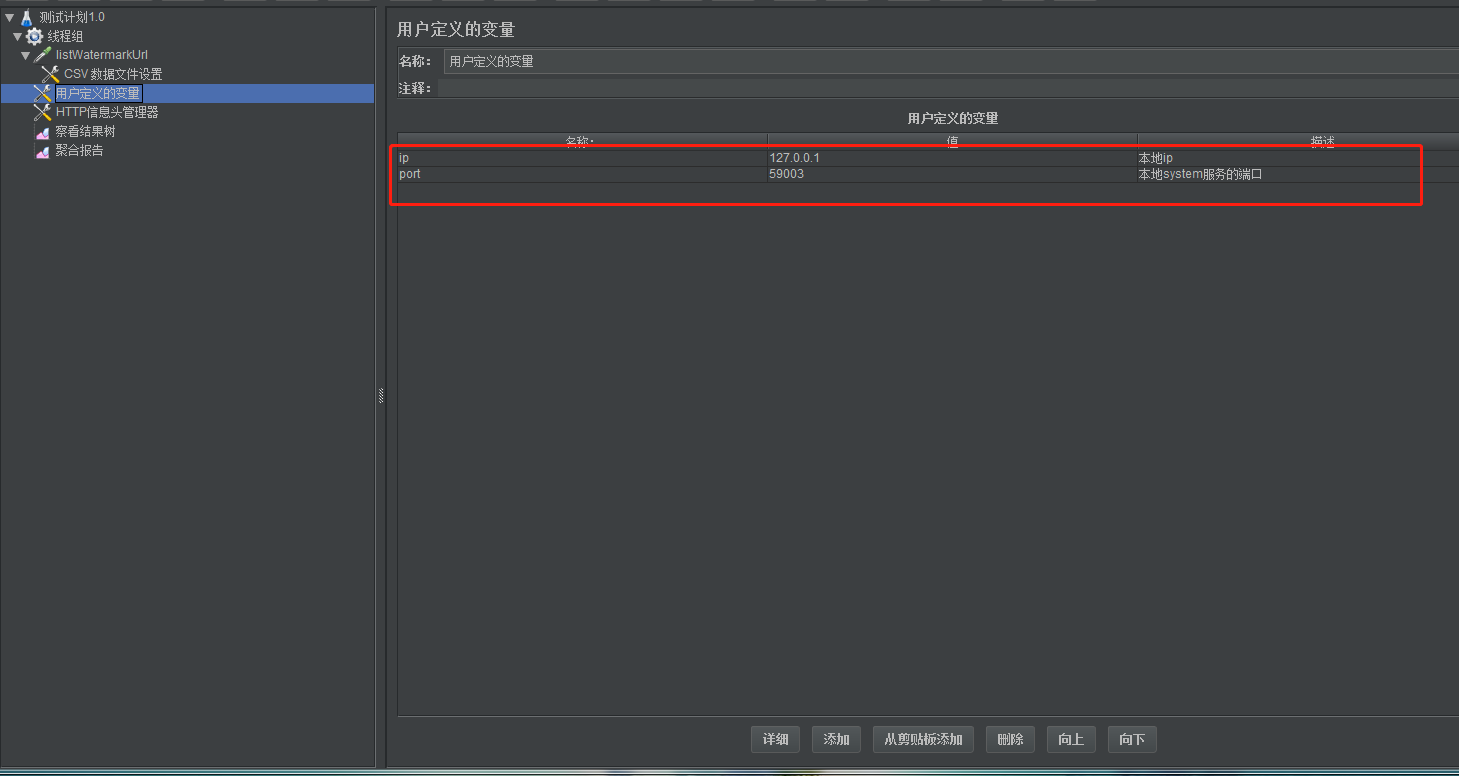 测试计划1.0
线程组
listWatermarkUrl
CSV 数据文件设置
用户定义的变量
HTTP信息头管理器
察看结果树
聚合报告
用户定义的变量
名称： 用户定义的变量
注释：
用户定义的变量
名称: 值 描述
ip 127.0.0.1 本地ip
port 59003 本地system服务的端口
详细 添加 从剪贴板添加 删除 向上 向下